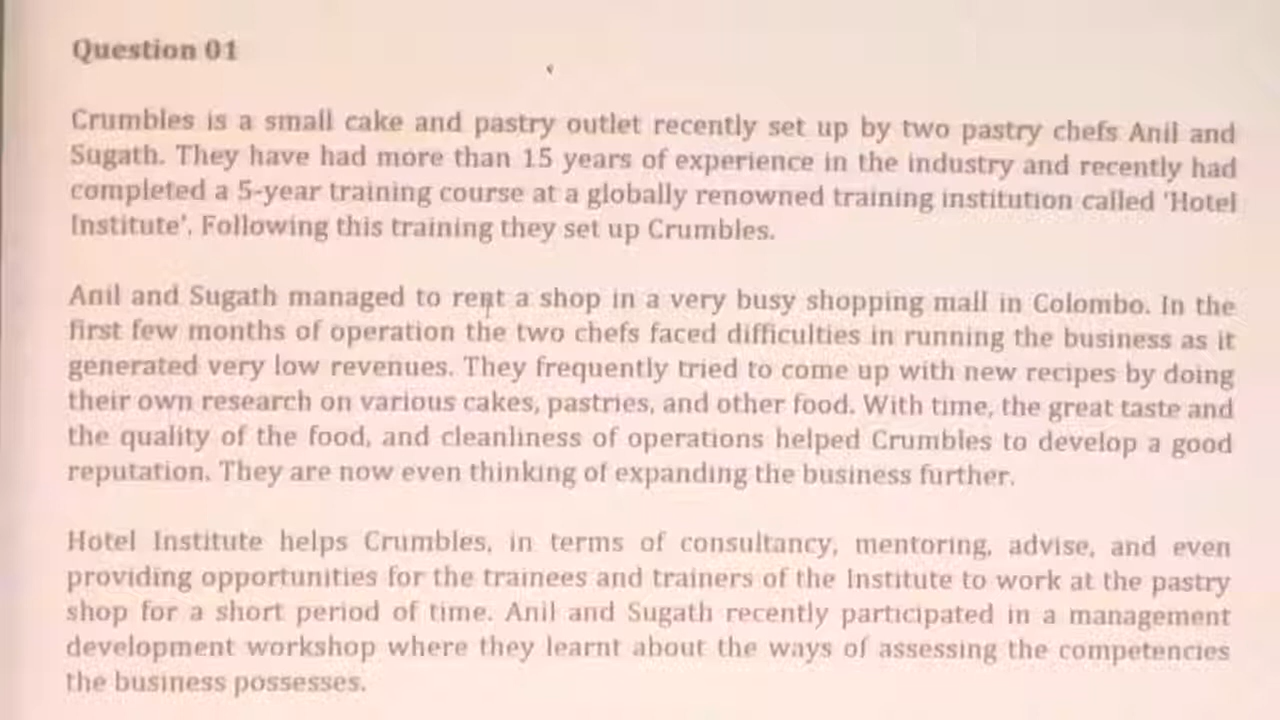 Question 01
Crumbles is a small cake and pastry outlet recently set up by two pastry chefs Anil and
Sugath. They have had more than 15 years of experience in the industry and recently had
completed a 5-year training course at a globally renowned training institution called ‘Hotel
Institute’. Following this training they set up Crumbles.
Anil and Sugath managed to rent a shop in a very busy shopping mall in Colombo. In the
first few months of operation the two chefs faced difficulties in running the business as it
generated very low revenues. They frequently tried to come up with new recipes by doing
their own research on various cakes, pastries, and other food. With time, the great taste and
the quality of the food, and cleanliness of operations helped Crumbles to develop a good
reputation. They are now even thinking of expanding the business further.
Hotel Institute helps Crumbles, in terms of consultancy, mentoring, advise, and even
providing opportunities for the trainees and trainers of the Institute to work at the pastry
shop for a short period of time. Anil and Sugath recently participated in a management
development workshop where they learnt about the ways of assessing the competencies
the business possesses.